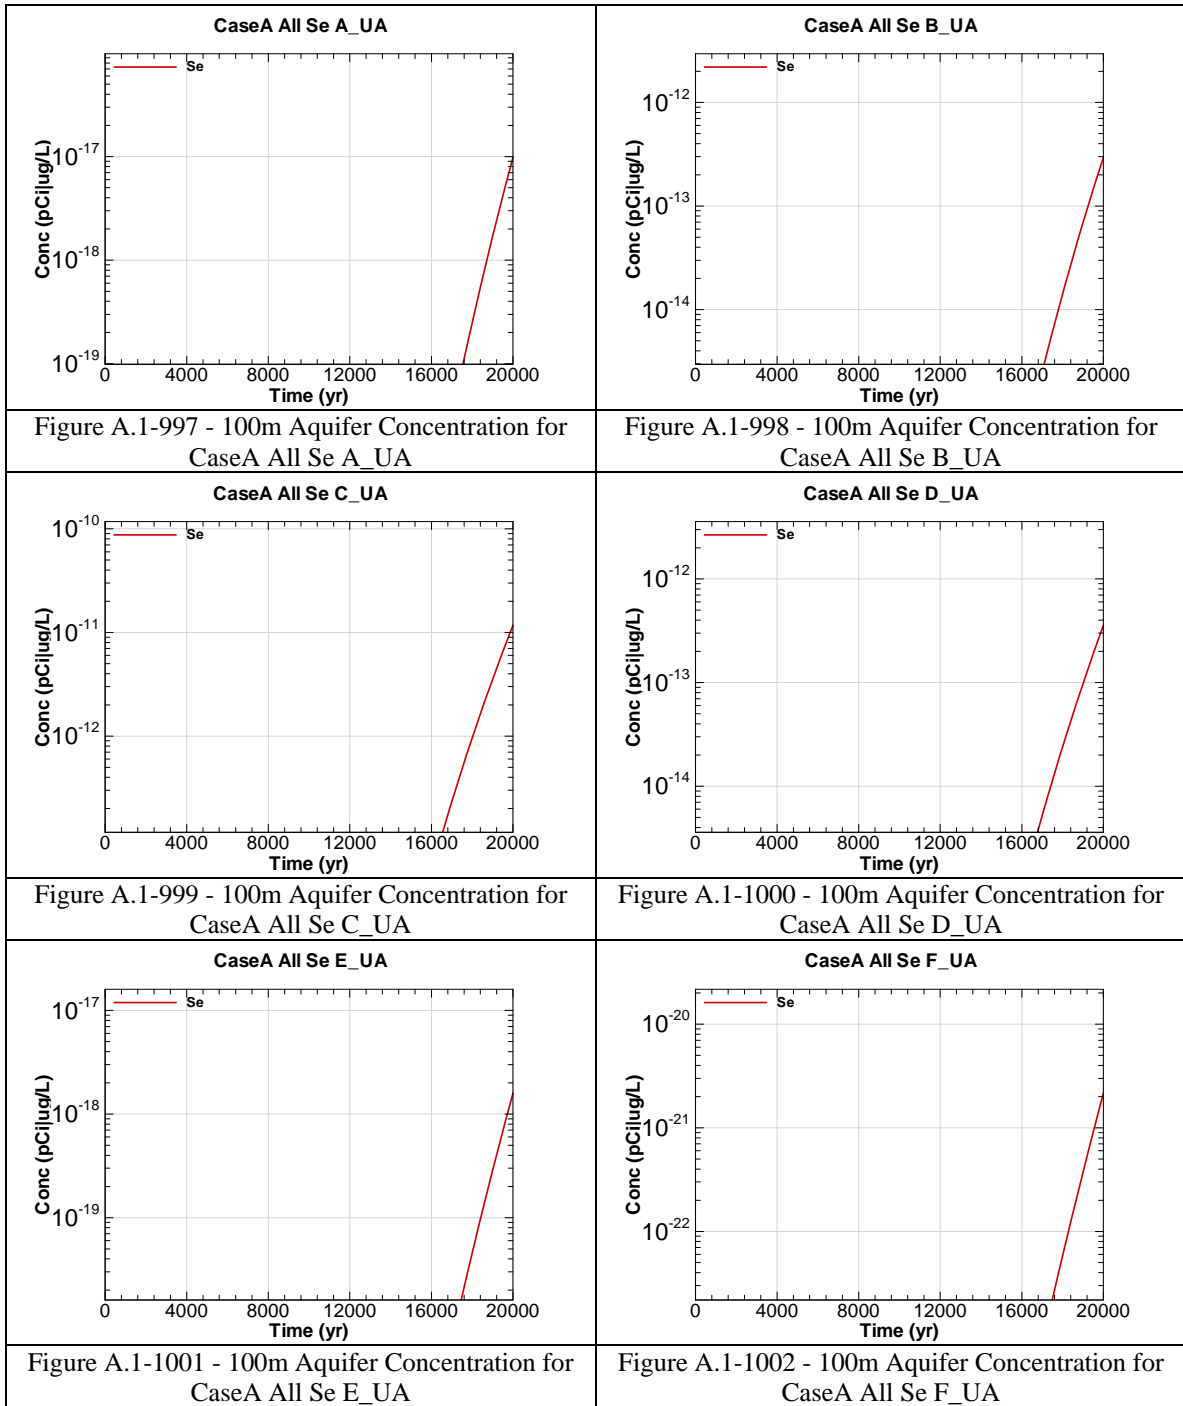 CaseA All Se A_UA
Se
Conc (pCi|ug/L)
10-17
10-18
10-19
0 4000 8000 12000 16000 20000
Time (yr)
Figure A.1-997 - 100m Aquifer Concentration for
CaseA All Se A_UA
CaseA All Se B_UA
Se
Conc (pCi|ug/L)
10-12
10-13
10-14
0 4000 8000 12000 16000 20000
Time (yr)
Figure A.1-998 - 100m Aquifer Concentration for
CaseA All Se B_UA
CaseA All Se C_UA
Se
Conc (pCi|ug/L)
10-10
10-11
10-12
0 4000 8000 12000 16000 20000
Time (yr)
Figure A.1-999 - 100m Aquifer Concentration for
CaseA All Se C_UA
CaseA All Se D_UA
Se
Conc (pCi|ug/L)
10-12
10-13
10-14
0 4000 8000 12000 16000 20000
Time (yr)
Figure A.1-1000 - 100m Aquifer Concentration for
CaseA All Se D_UA
CaseA All Se E_UA
Se
Conc (pCi|ug/L)
10-17
10-18
10-19
0 4000 8000 12000 16000 20000
Time (yr)
Figure A.1-1001 - 100m Aquifer Concentration for
CaseA All Se E_UA
CaseA All Se F_UA
Se
Conc (pCi|ug/L)
10-20
10-21
10-22
0 4000 8000 12000 16000 20000
Time (yr)
Figure A.1-1002 - 100m Aquifer Concentration for
CaseA All Se F_UA